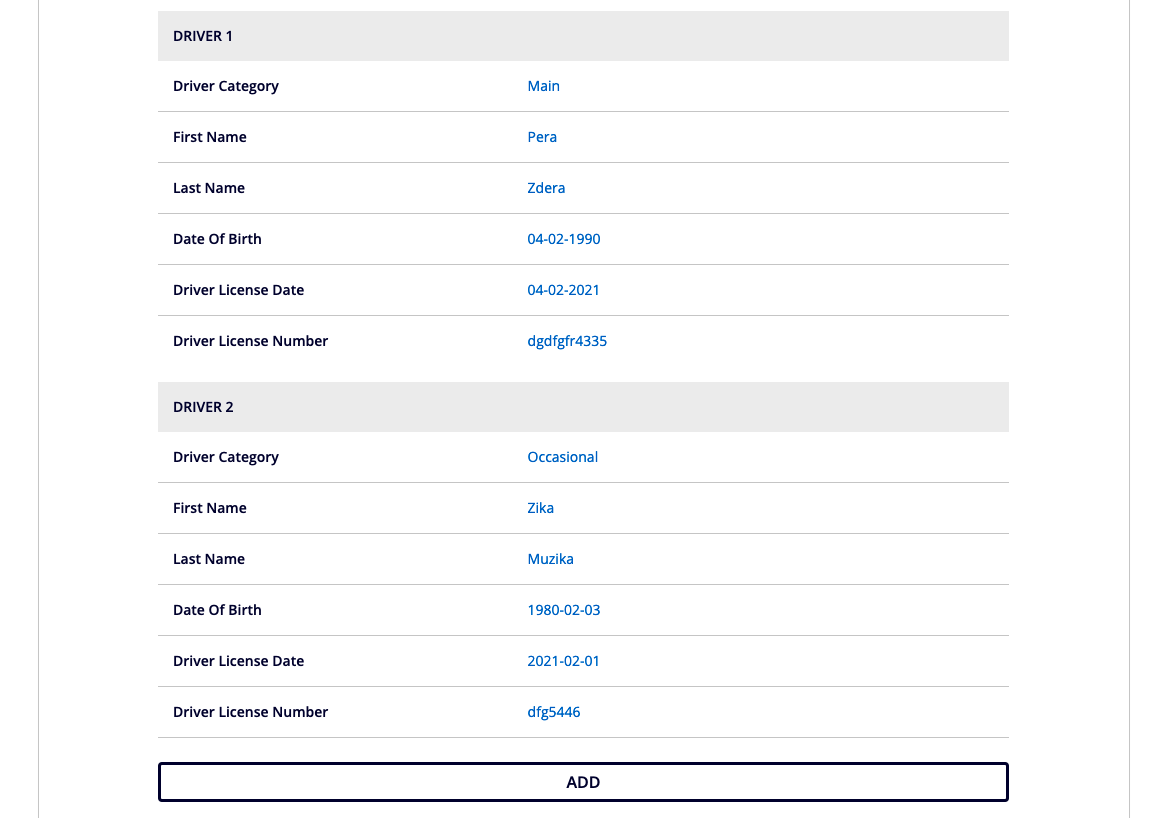 DRIVER 1
Driver Category Main
First Name Pera
Last Name Zdera
Date Of Birth 04-02-1990
Driver License Date 04-02-2021
Driver License Number dgdfgfr4335
DRIVER 2
Driver Category Occasional
First Name Zika
Last Name Muzika
Date Of Birth 1980-02-03
Driver License Date 2021-02-01
Driver License Number dfg5446
ADD